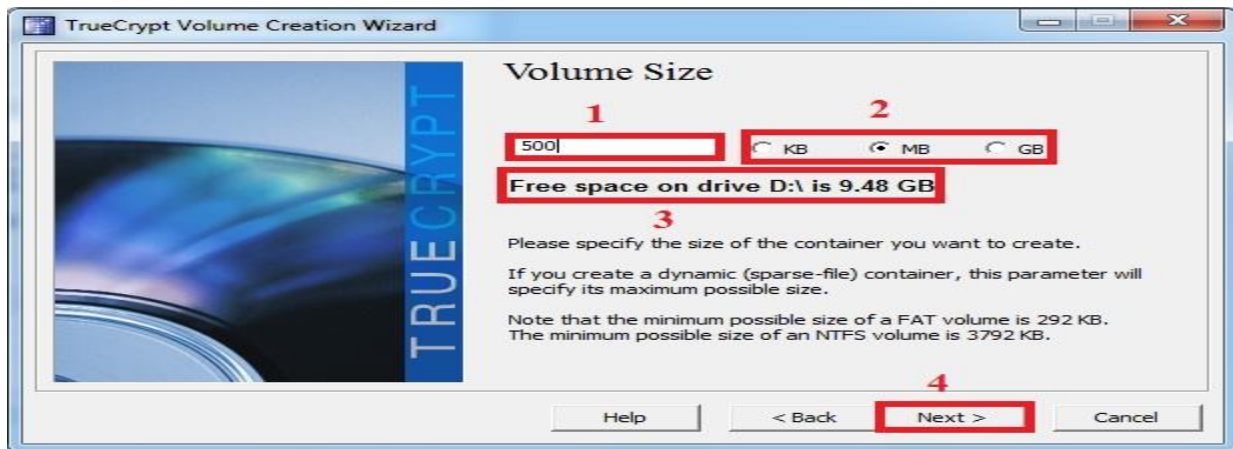 TrueCrypt Volume Creation Wizard
TRUECRYPT
Volume Size
1
2
500
KB MB GB
Free space on drive D:\ is 9.48 GB
3
Please specify the size of the container you want to create.
If you create a dynamic (sparse-file) container, this parameter will
specify its maximum possible size.
Note that the minimum possible size of a FAT volume is 292 KB.
The minimum possible size of an NTFS volume is 3792 KB.
4
Help < Back Next > Cancel